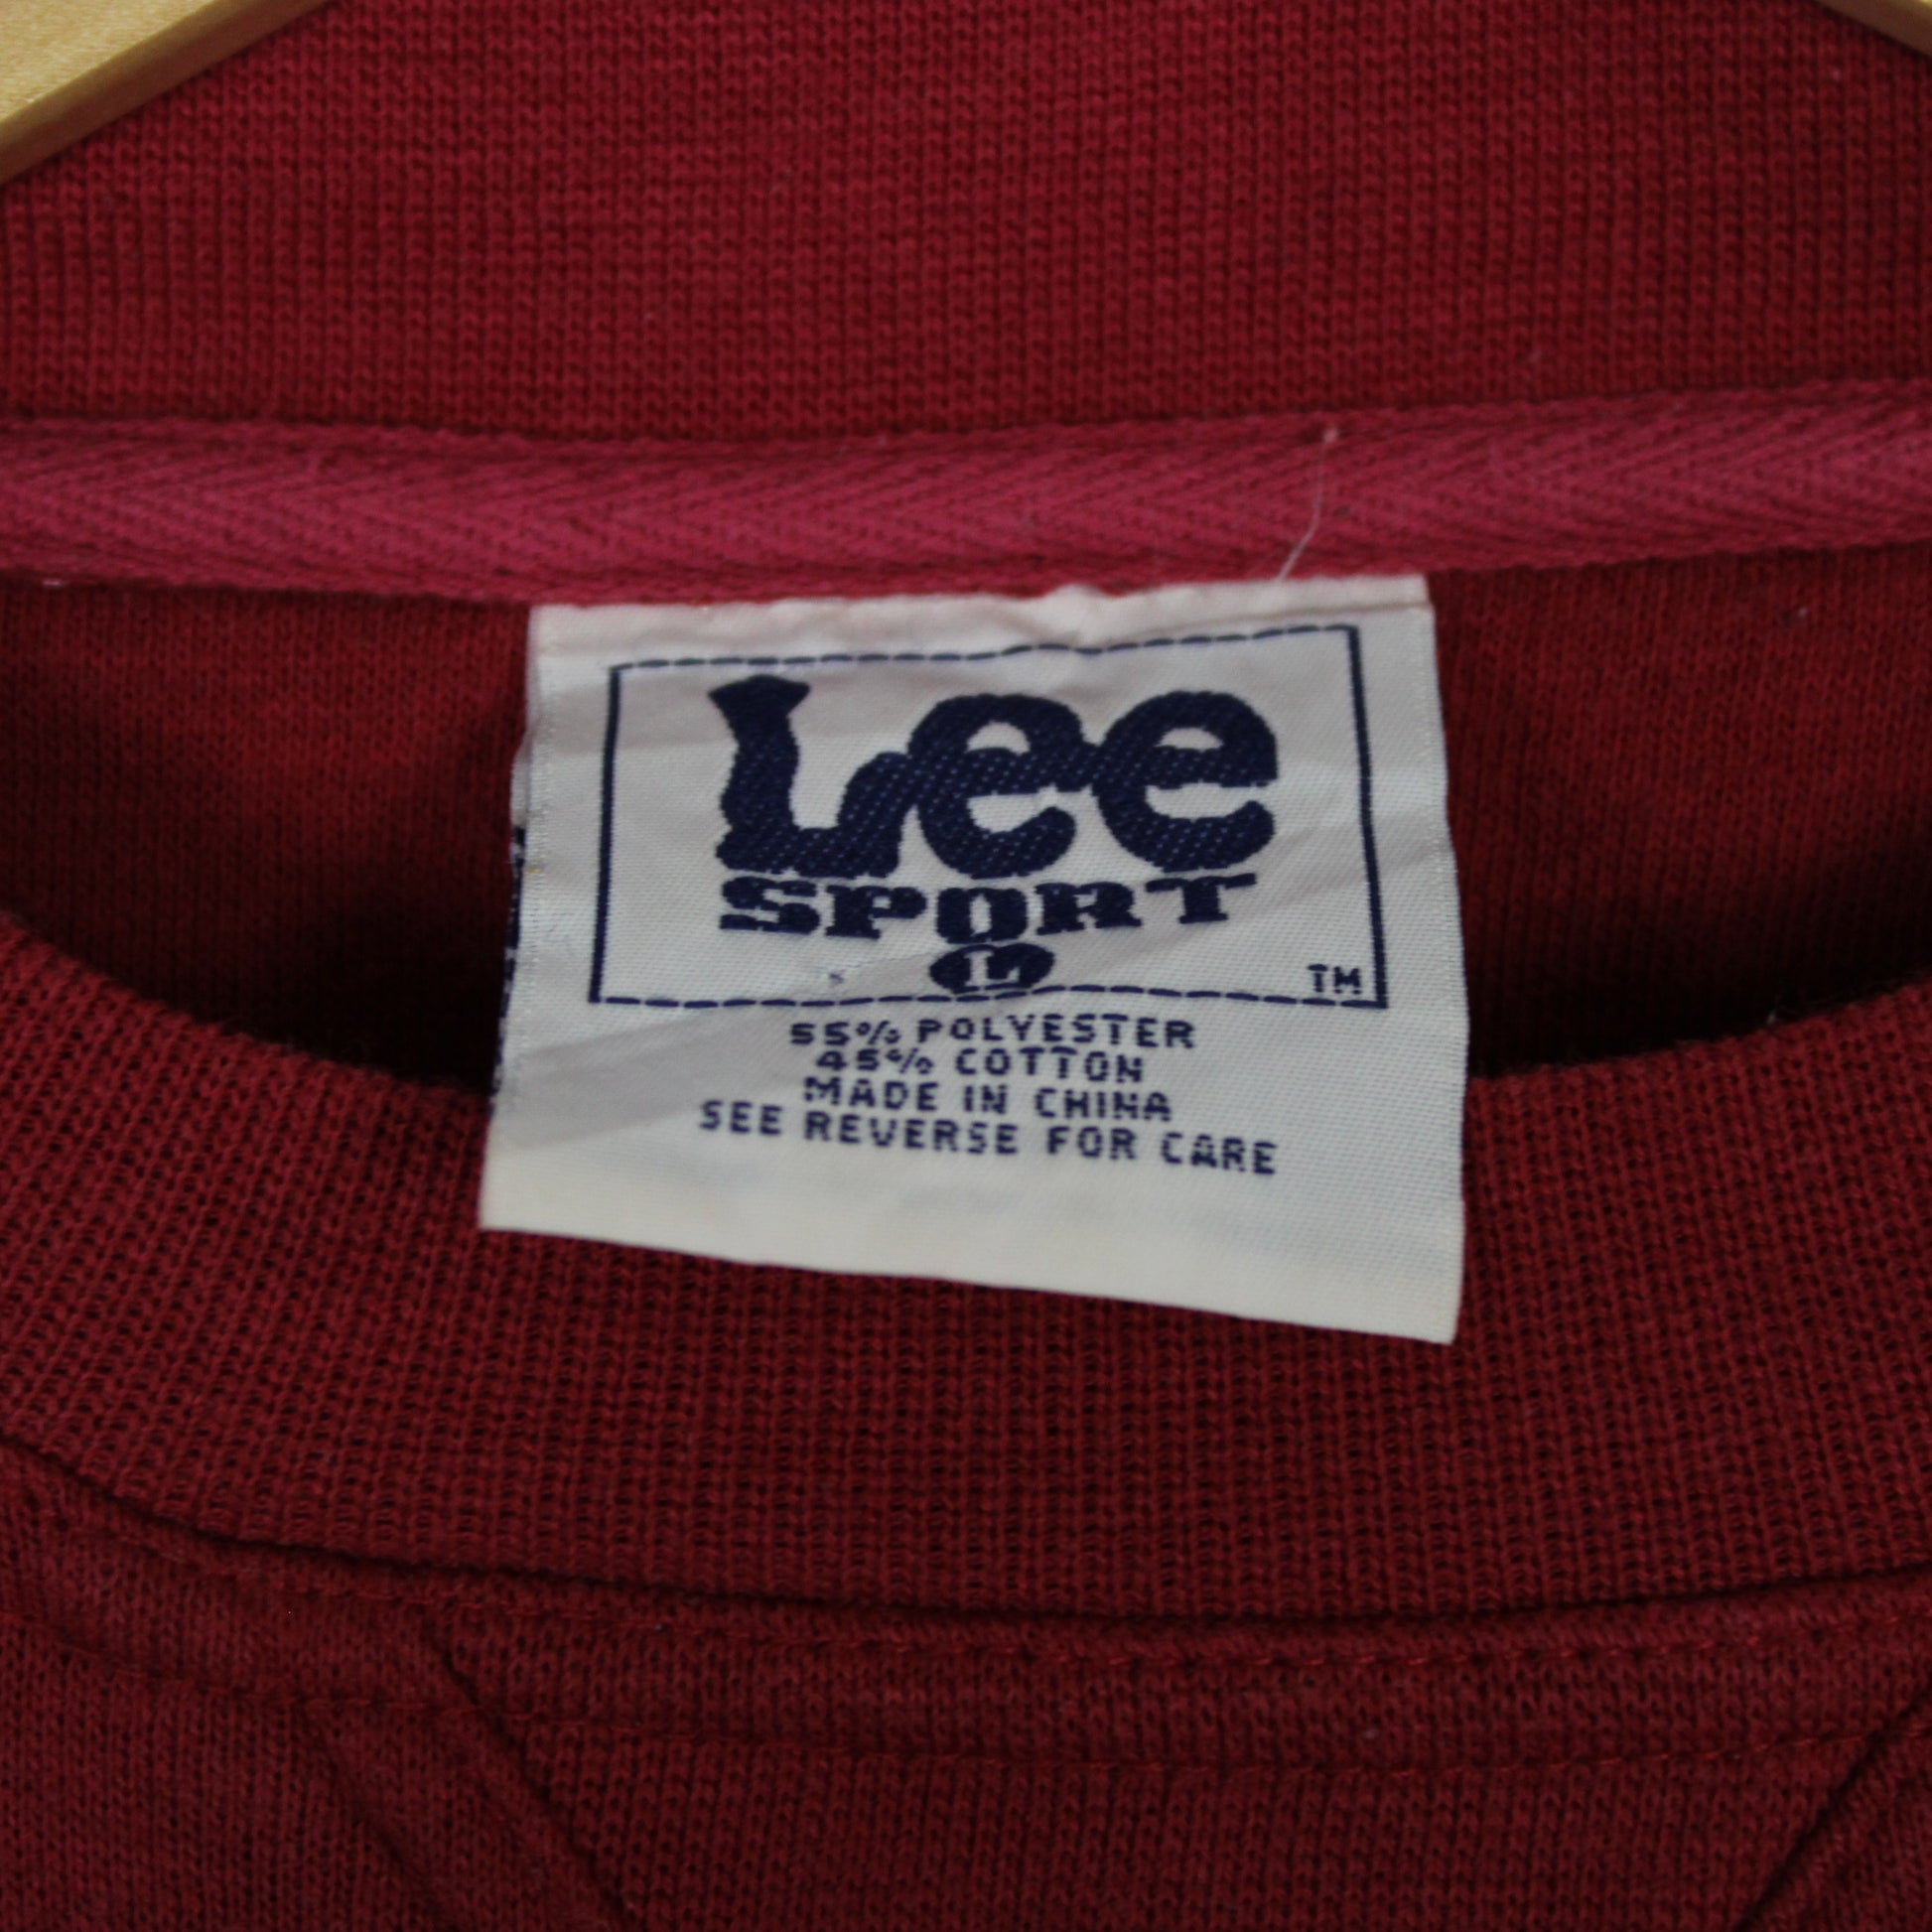 Lee
SPORT
L
TM
55% POLYESTER
45% COTTON
MADE IN CHINA
SEE REVERSE FOR CARE